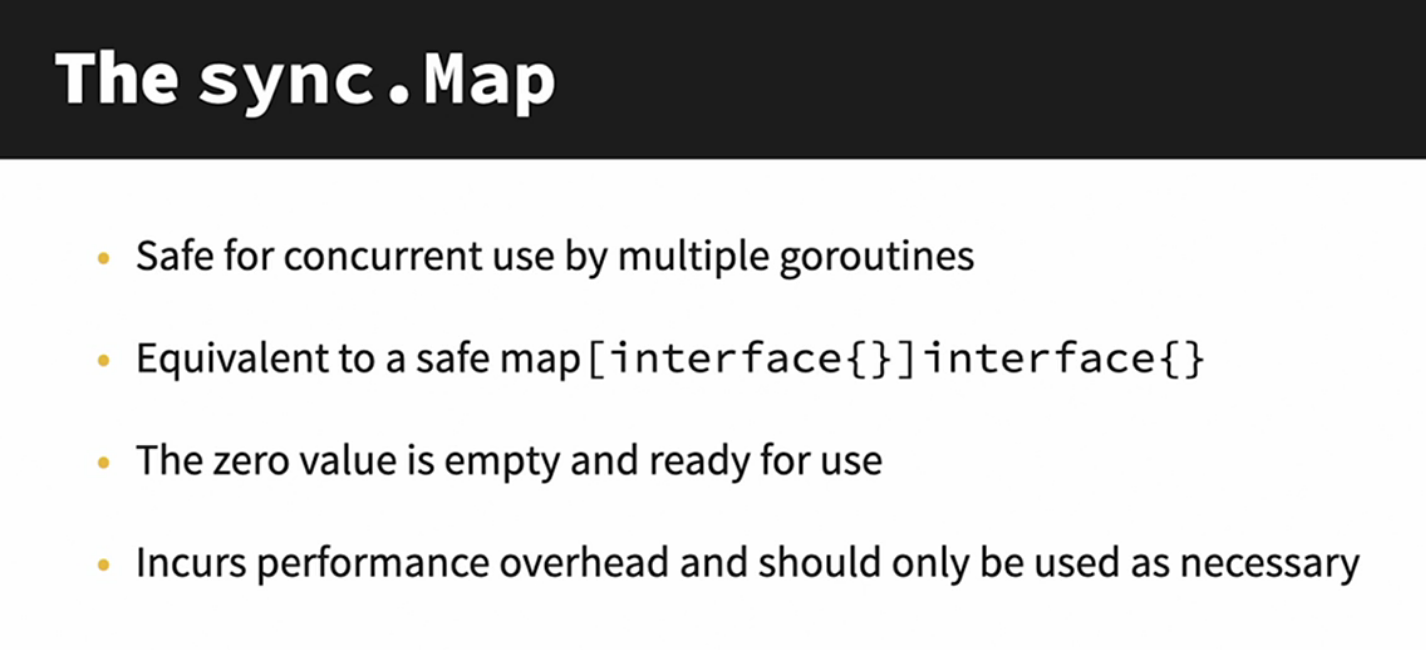 The sync.Map
• Safe for concurrent use by multiple goroutines
• Equivalent to a safe map[interface{}]interface{}
• The zero value is empty and ready for use
• Incurs performance overhead and should only be used as necessary